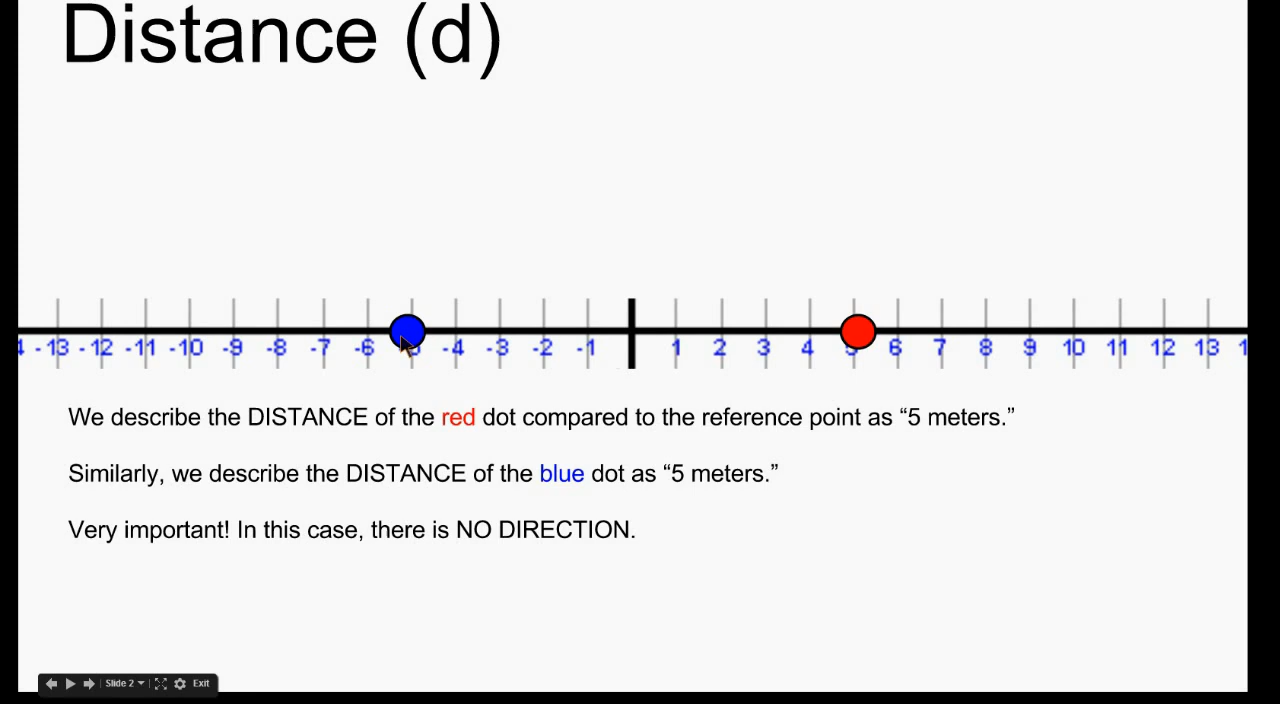 Distance (d)
-13 -12 -11 -10 -9 -8 -7 -6 -4 -3 -2 -1 1 2 3 4 5 6 7 8 9 10 11 12 13
We describe the DISTANCE of the red dot compared to the reference point as “5 meters.”
Similarly, we describe the DISTANCE of the blue dot as “5 meters.”
Very important! In this case, there is NO DIRECTION.
Slide 2 Exit